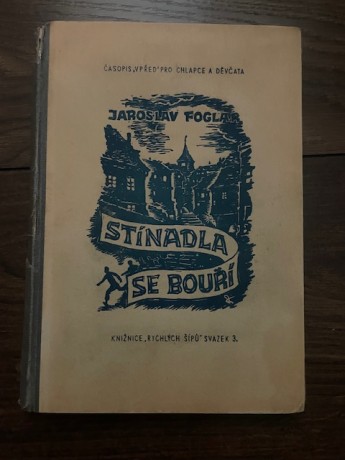 ČASOPIS „VPŘED" PRO CHLAPCE A DĚVČATA
JAROSLAV FOGLAR
STÍNADLA
SE BOUŘÍ
KNIŽNICE „RYCHLÝCH ŠÍPŮ" SVAZEK 3.